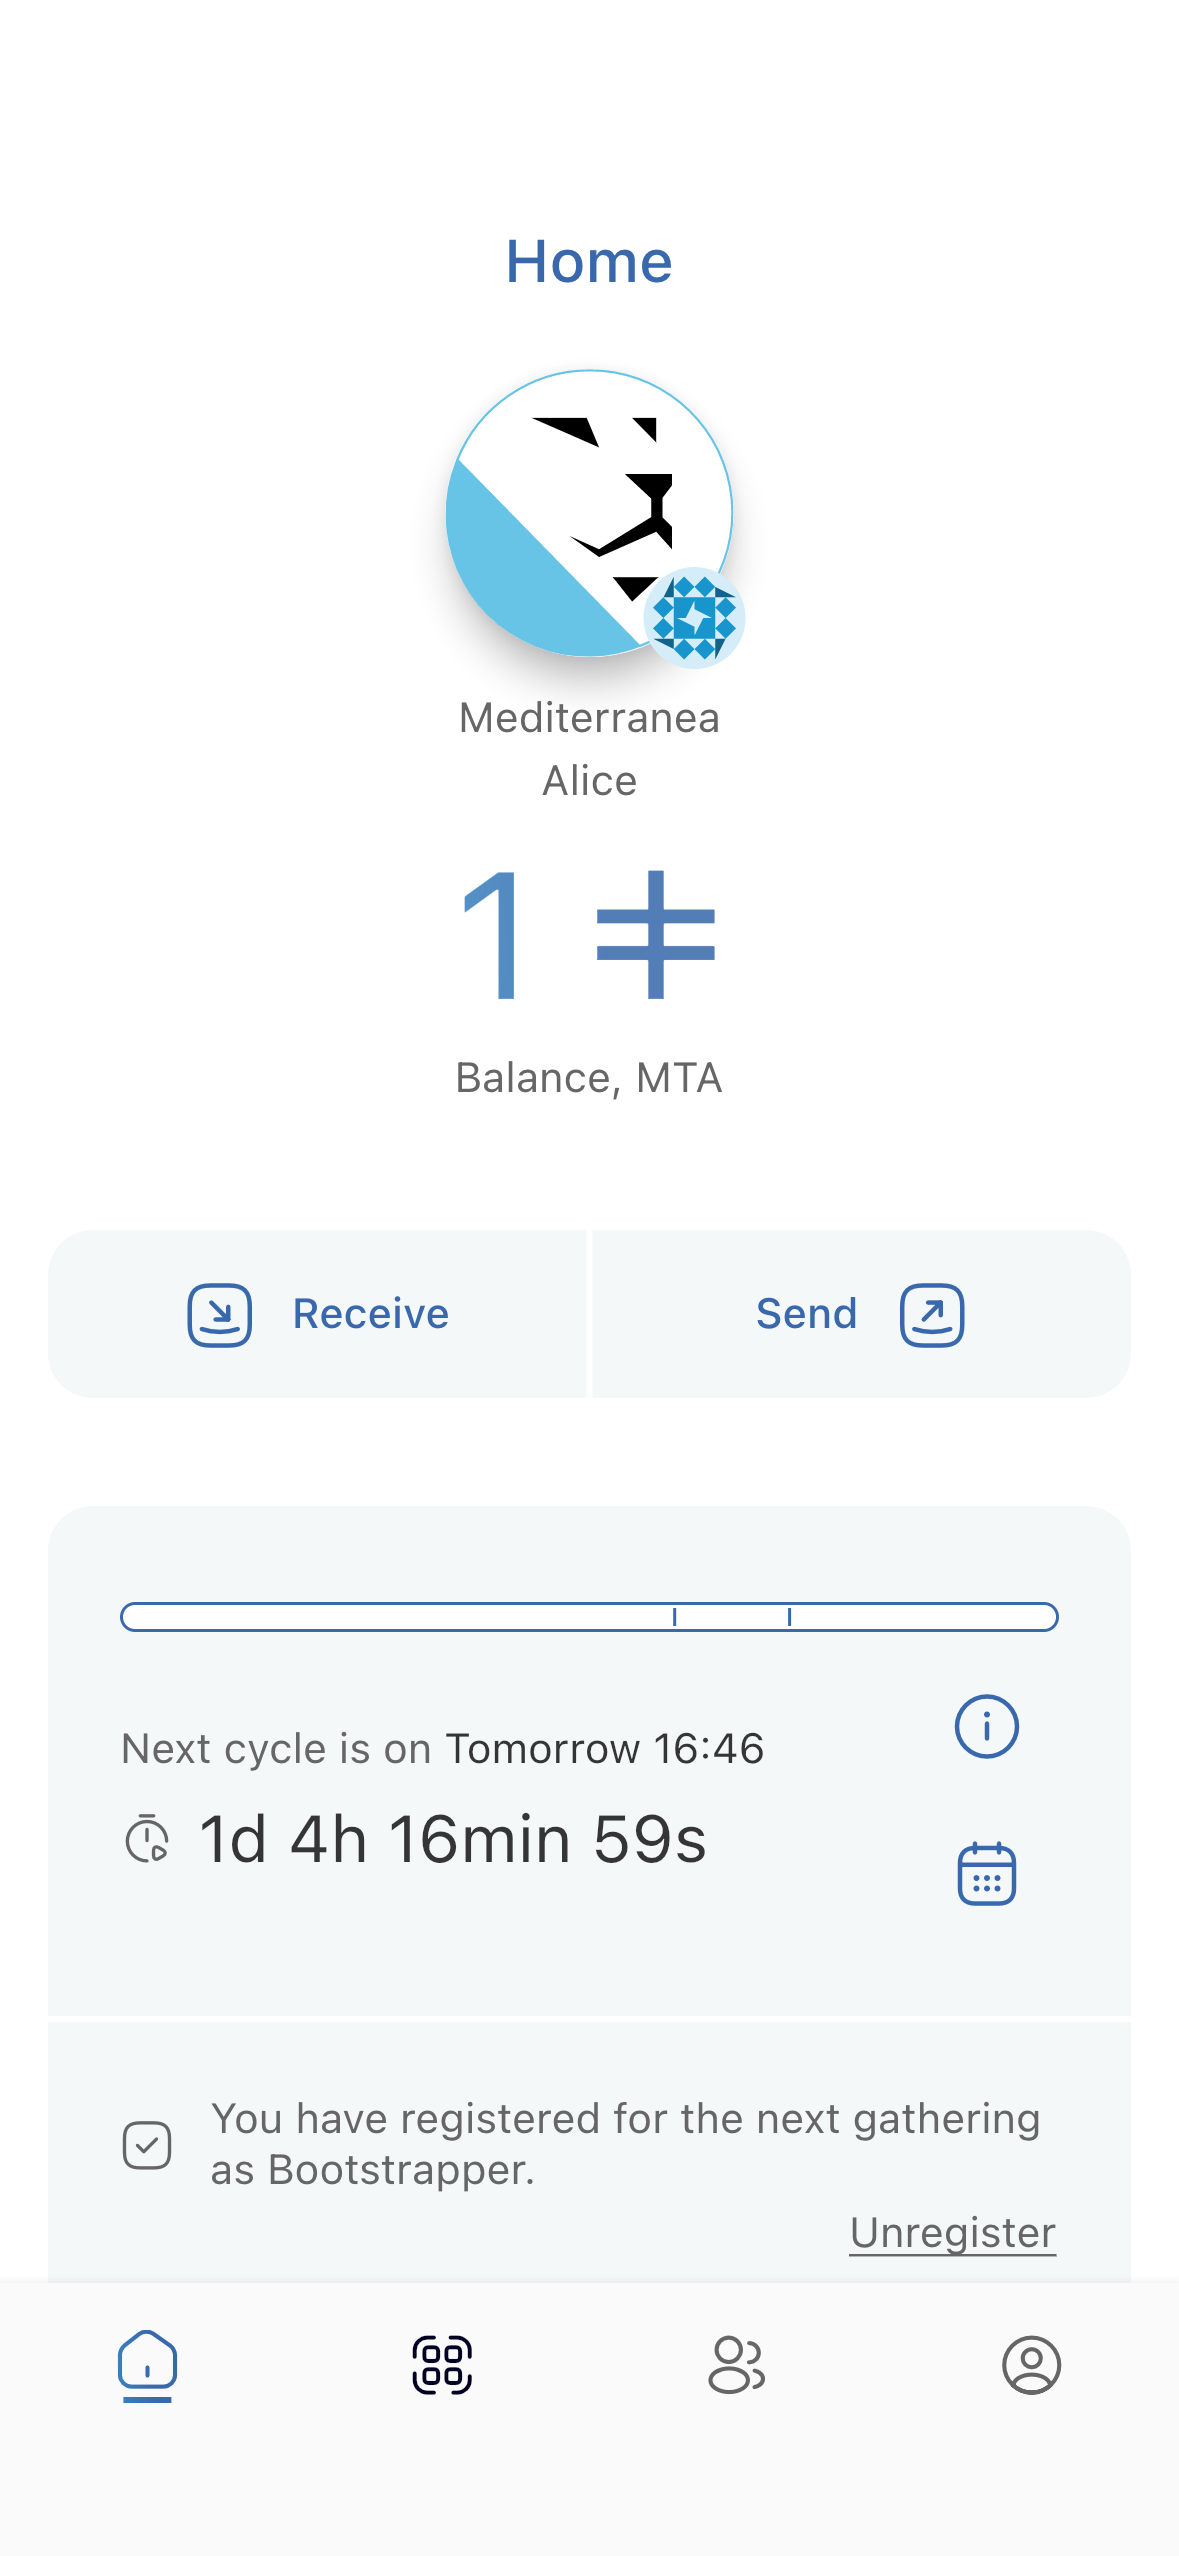 Home
Mediterranea
Alice
1 ⵐ
Balance, MTA
Receive
Send
Next cycle is on Tomorrow 16:46
1d 4h 16min 59s
You have registered for the next gathering
as Bootstrapper.
Unregister